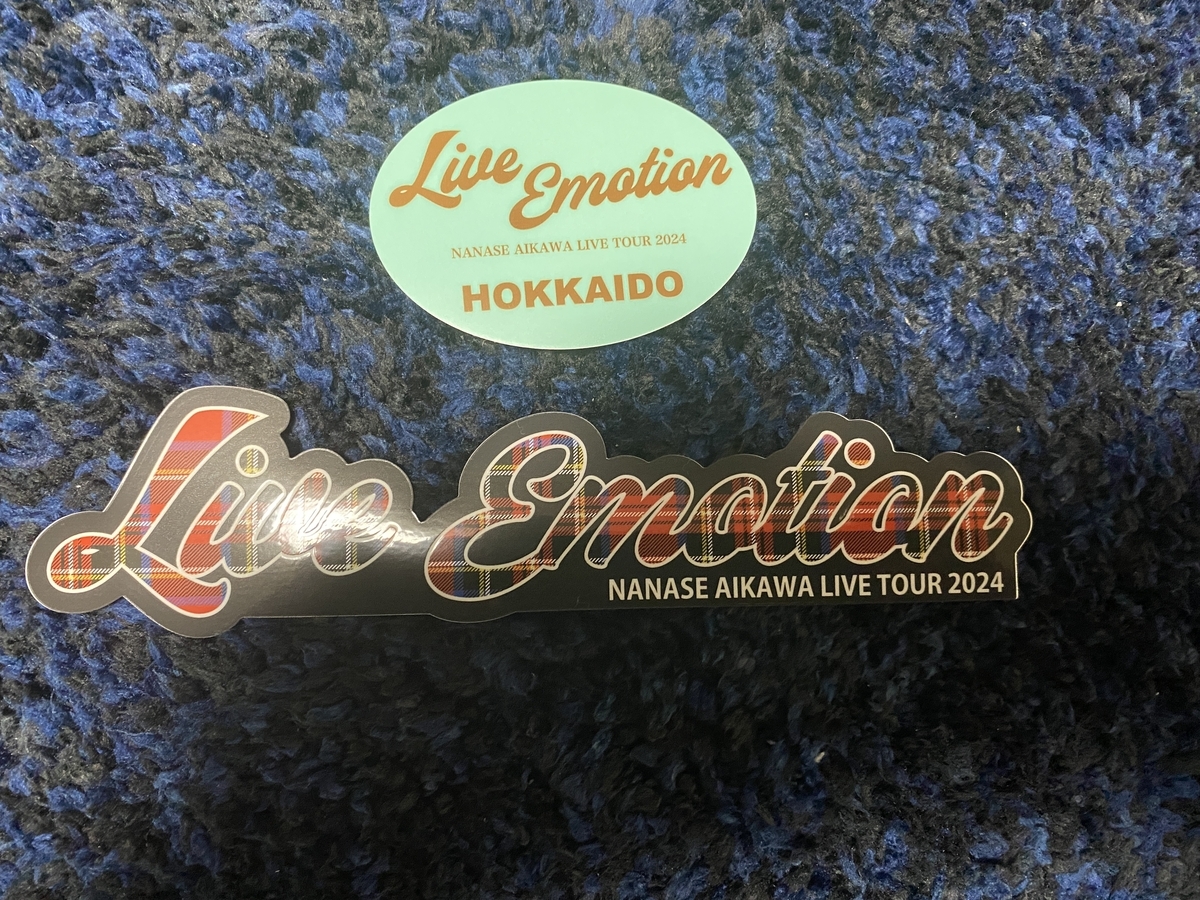 Live Emotion
NANASE AIKAWA LIVE TOUR 2024
HOKKAIDO
Live Emotion
NANASE AIKAWA LIVE TOUR 2024